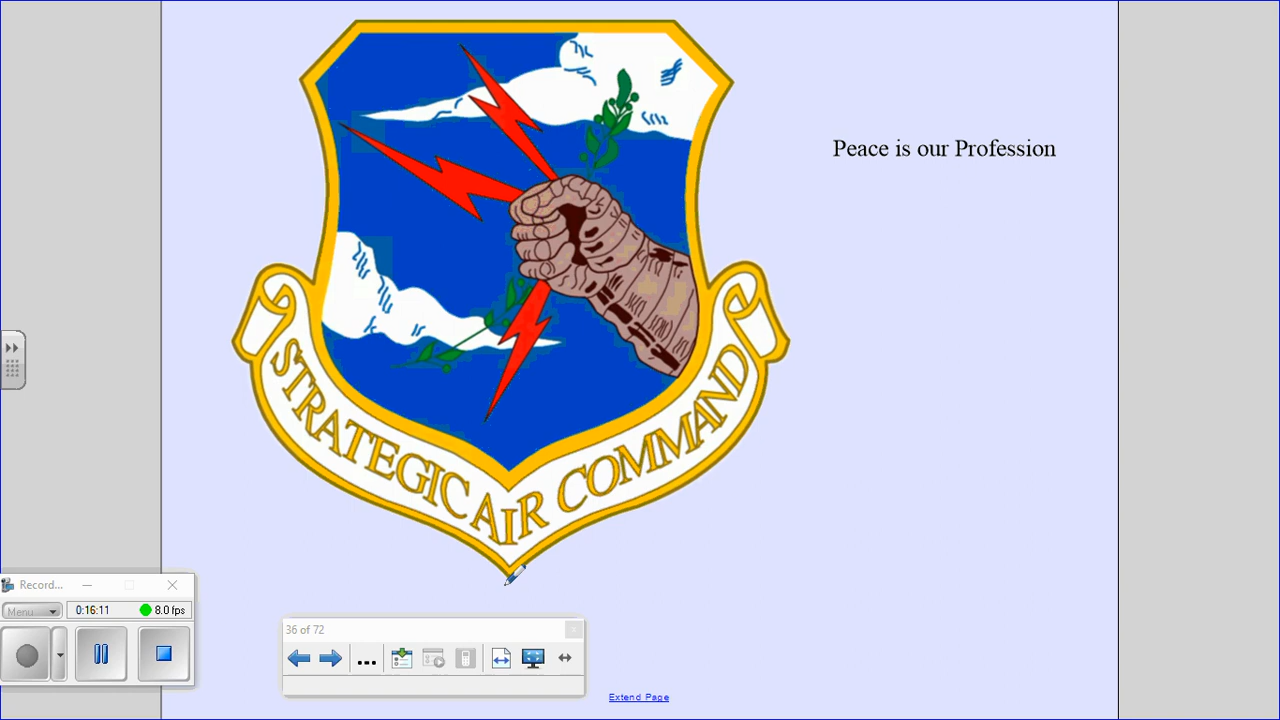 Peace is our Profession
STRATEGIC AIR COMMAND
Record...
Menu
0:16:11
8.0 fps
36 of 72
Extend Page